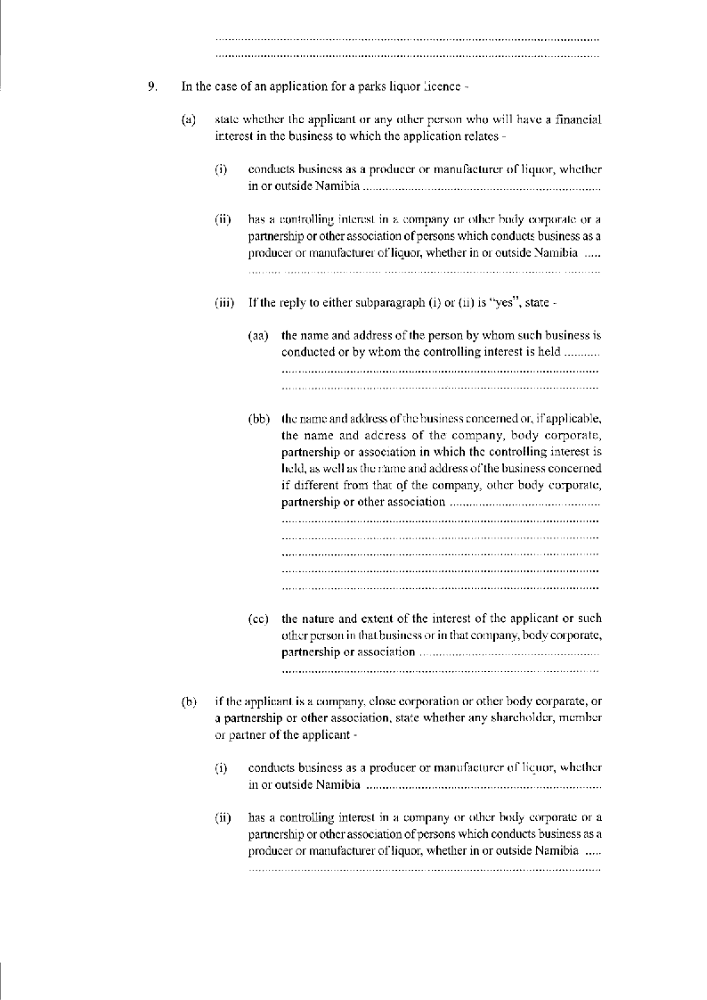 9. In the case of an application for a parks liquor licence -
(a) state whether the applicant or any other person who will have a financial
interest in the business to which the application relates -
(i) conducts business as a producer or manufacturer of liquor, whether
in or outside Namibia ..........................................................................
(ii) has a controlling interest in a company or other body corporate or a
partnership or other association of persons which conducts business as a
producer or manufacturer of liquor, whether in or outside Namibia .....
..............................................................................................................
(iii) If the reply to either subparagraph (i) or (ii) is “yes”, state -
(aa) the name and address of the person by whom such business is
conducted or by whom the controlling interest is held ...........
..................................................................................................
..................................................................................................
(bb) the name and address of the business concerned or, if applicable,
the name and address of the company, body corporate,
partnership or association in which the controlling interest is
held, as well as the name and address of the business concerned
if different from that of the company, other body corporate,
partnership or other association ..............................................
..................................................................................................
..................................................................................................
..................................................................................................
..................................................................................................
..................................................................................................
(cc) the nature and extent of the interest of the applicant or such
other person in that business or in that company, body corporate,
partnership or association .......................................................
..................................................................................................
(b) if the applicant is a company, close corporation or other body corparate, or
a partnership or other association, state whether any shareholder, member
or partner of the applicant -
(i) conducts business as a producer or manufacturer of liquor, whether
in or outside Namibia .........................................................................
(ii) has a controlling interest in a company or other body corporate or a
partnership or other association of persons which conducts business as a
producer or manufacturer of liquor, whether in or outside Namibia .....
..............................................................................................................